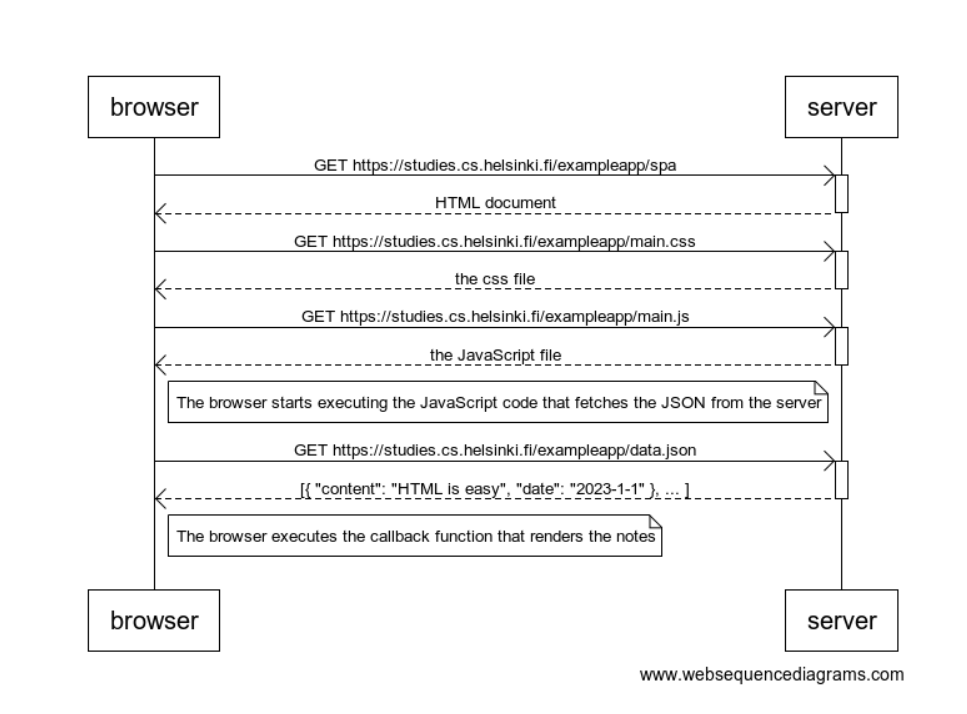 browser
server
GET https://studies.cs.helsinki.fi/exampleapp/spa
HTML document
GET https://studies.cs.helsinki.fi/exampleapp/main.css
the css file
GET https://studies.cs.helsinki.fi/exampleapp/main.js
the JavaScript file
The browser starts executing the JavaScript code that fetches the JSON from the server
GET https://studies.cs.helsinki.fi/exampleapp/data.json
[{ "content": "HTML is easy", "date": "2023-1-1" }, ... ]
The browser executes the callback function that renders the notes
browser
server
www.websequencediagrams.com